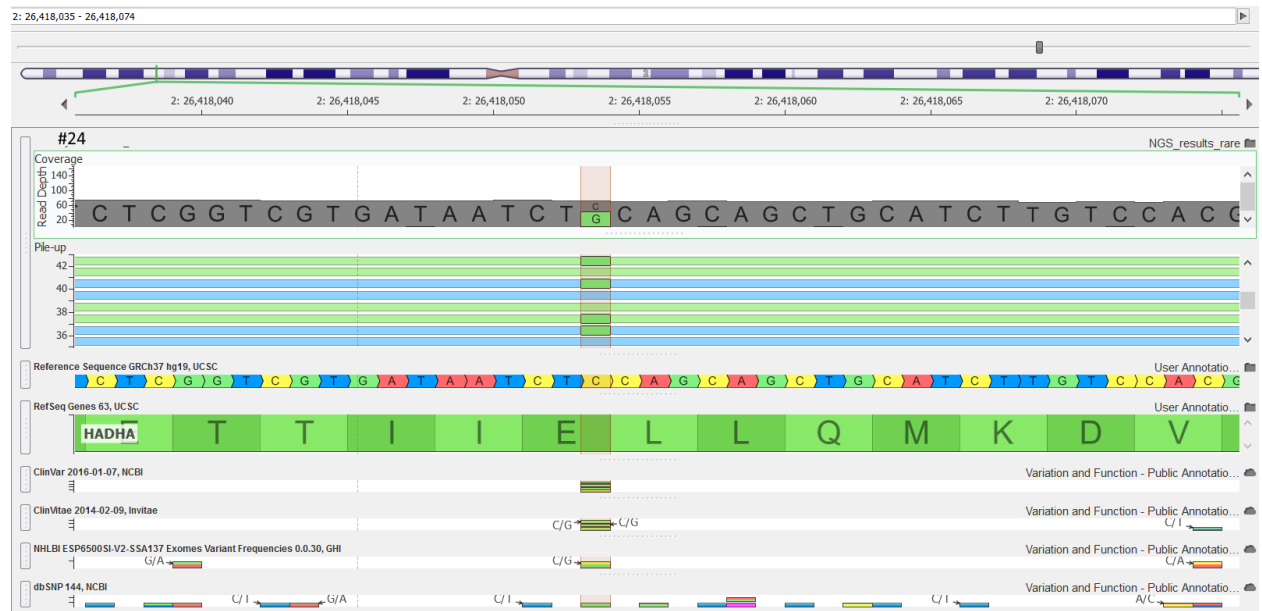 2: 26,418,035 - 26,418,074
2
2: 26,418,040 2: 26,418,045 2: 26,418,050 2: 26,418,055 2: 26,418,060 2: 26,418,065 2: 26,418,070
#24 _ NGS_results_rare
Coverage
Read Depth
140
100
60
20
C T C G G T C G T G A T A A T C T C C A G C A G C T G C A T C T T G T C C A C G
G
Pile-up
42
40
38
36
Reference Sequence GRCh37 hg19, UCSC User Annotatio...
C T C G G T C G T G A T A A T C T C C A G C A G C T G C A T C T T G T C C A C G
RefSeq Genes 63, UCSC User Annotatio...
HADHA T T I I E L L Q M K D V
ClinVar 2016-01-07, NCBI Variation and Function - Public Annotatio...
ClinVitae 2014-02-09, Invitae Variation and Function - Public Annotatio...
C/G C/G C/T
NHLBI ESP6500SI-V2-SSA137 Exomes Variant Frequencies 0.0.30, GHI Variation and Function - Public Annotatio...
G/A C/G C/A
dbSNP 144, NCBI Variation and Function - Public Annotatio...
C/T G/A C/T C/T A/C